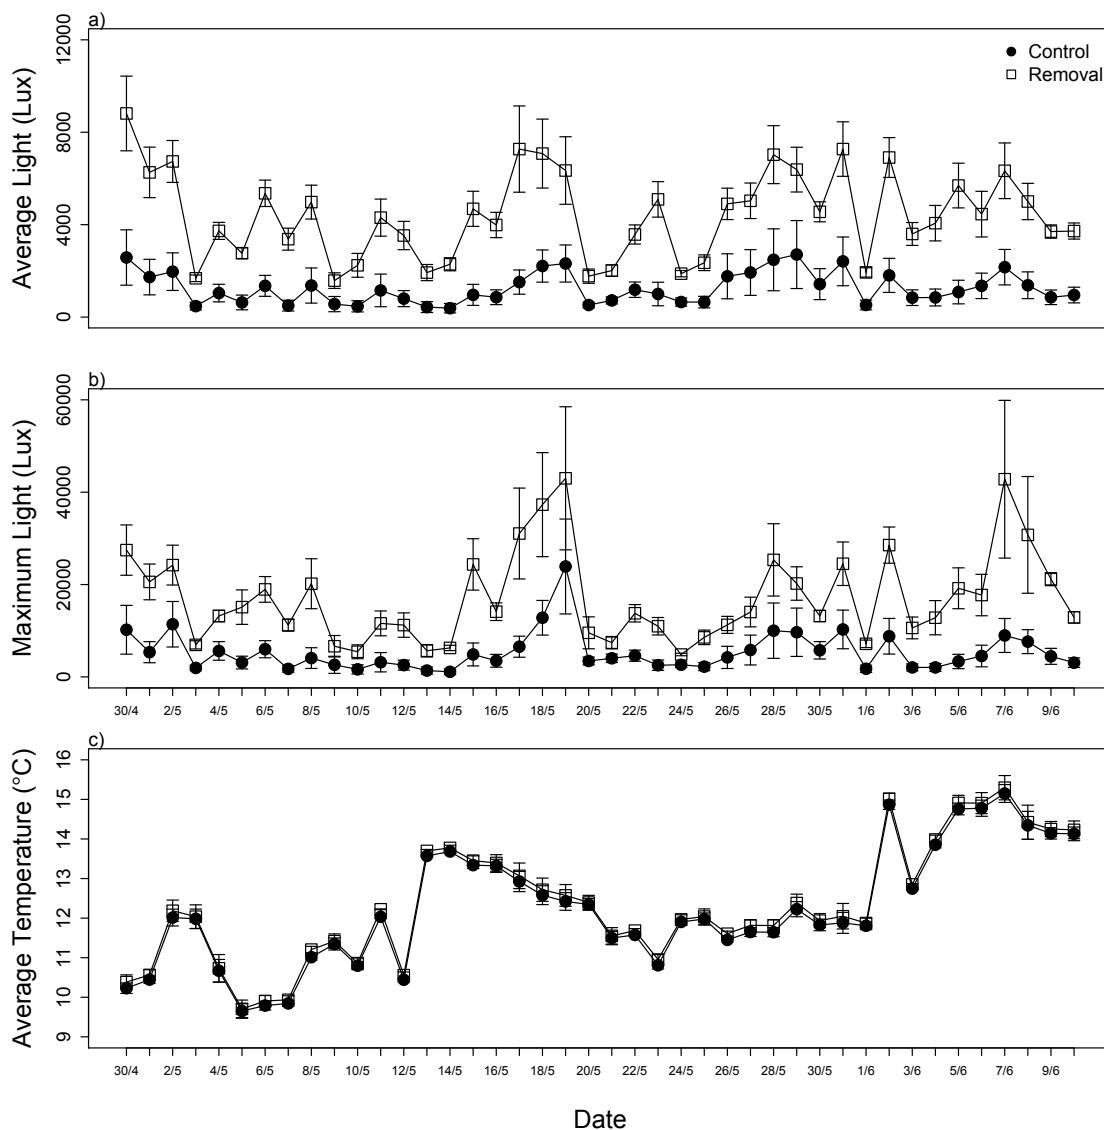 a)
Average Light (Lux)
12000
8000
4000
0
Control
Removal
b)
Maximum Light (Lux)
60000
40000
20000
0
30/4 2/5 4/5 6/5 8/5 10/5 12/5 14/5 16/5 18/5 20/5 22/5 24/5 26/5 28/5 30/5 1/6 3/6 5/6 7/6 9/6
c)
Average Temperature (°C)
16
15
14
13
12
11
10
9
30/4 2/5 4/5 6/5 8/5 10/5 12/5 14/5 16/5 18/5 20/5 22/5 24/5 26/5 28/5 30/5 1/6 3/6 5/6 7/6 9/6
Date